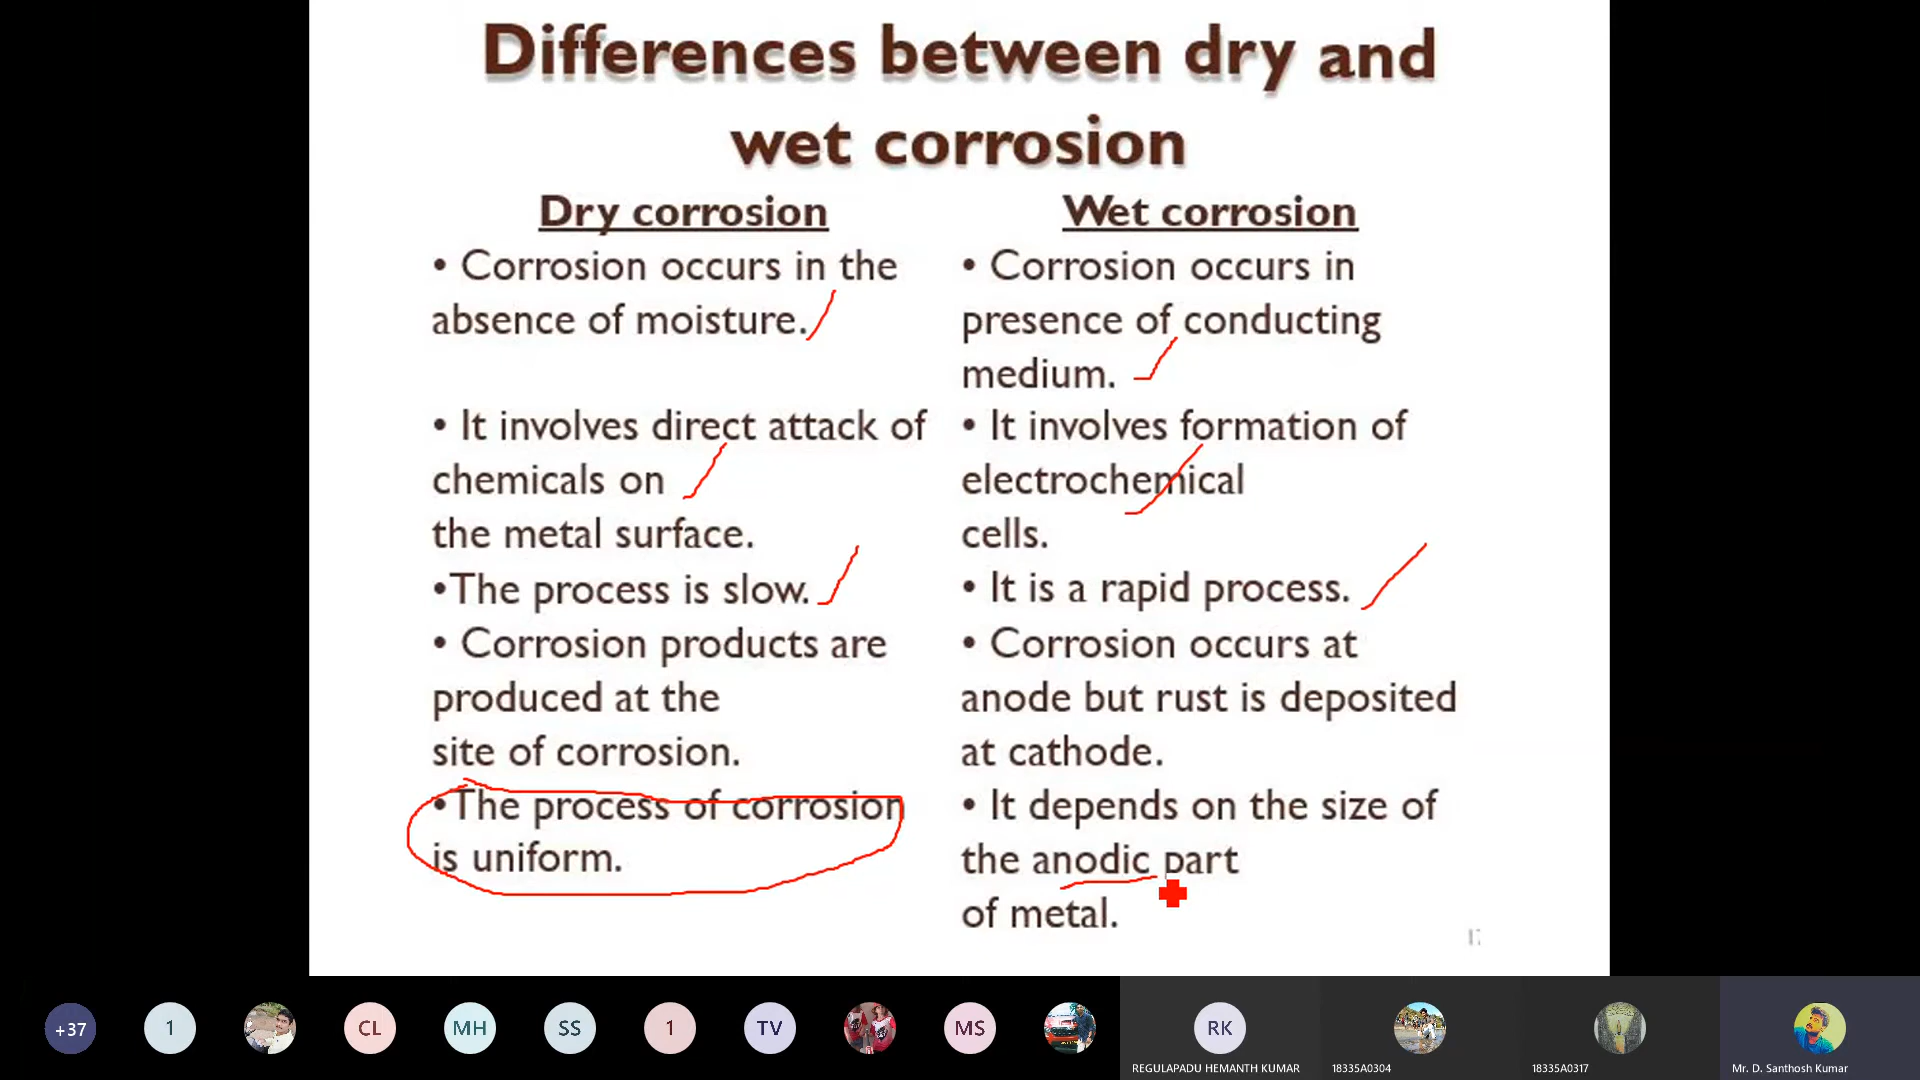 Differences between dry and
wet corrosion
Dry corrosion
• Corrosion occurs in the
absence of moisture.
• It involves direct attack of
chemicals on
the metal surface.
•The process is slow.
• Corrosion products are
produced at the
site of corrosion.
•The process of corrosion
is uniform.
Wet corrosion
• Corrosion occurs in
presence of conducting
medium.
• It involves formation of
electrochemical
cells.
• It is a rapid process.
• Corrosion occurs at
anode but rust is deposited
at cathode.
• It depends on the size of
the anodic part
of metal.
+37
1
CL
MH
SS
1
TV
MS
RK
REGULAPADU HEMANTH KUMAR
18335A0304
18335A0317
Mr. D. Santhosh Kumar